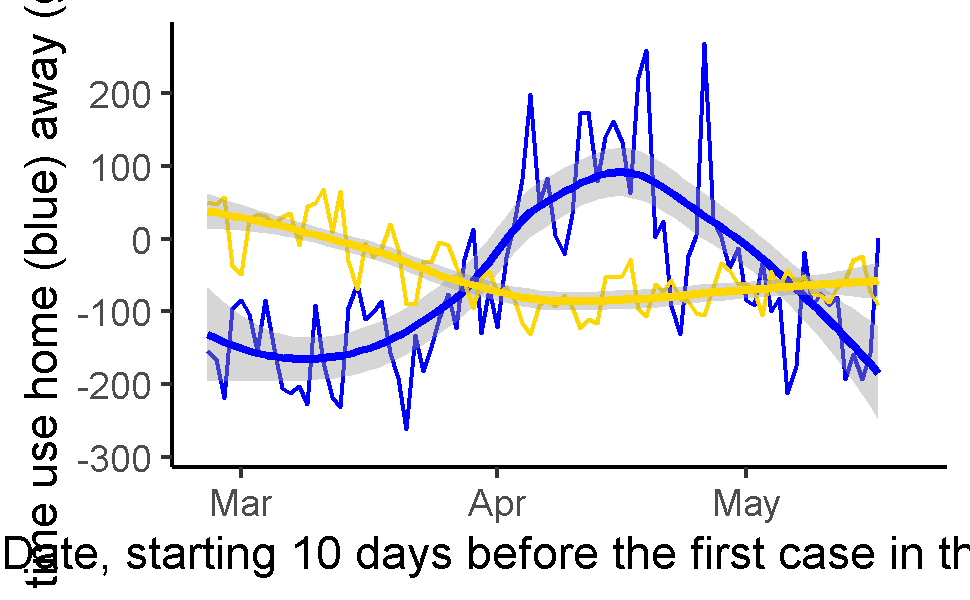 time use home (blue) away (
200
100
0
-100
-200
-300
Mar Apr May
Date, starting 10 days before the first case in th